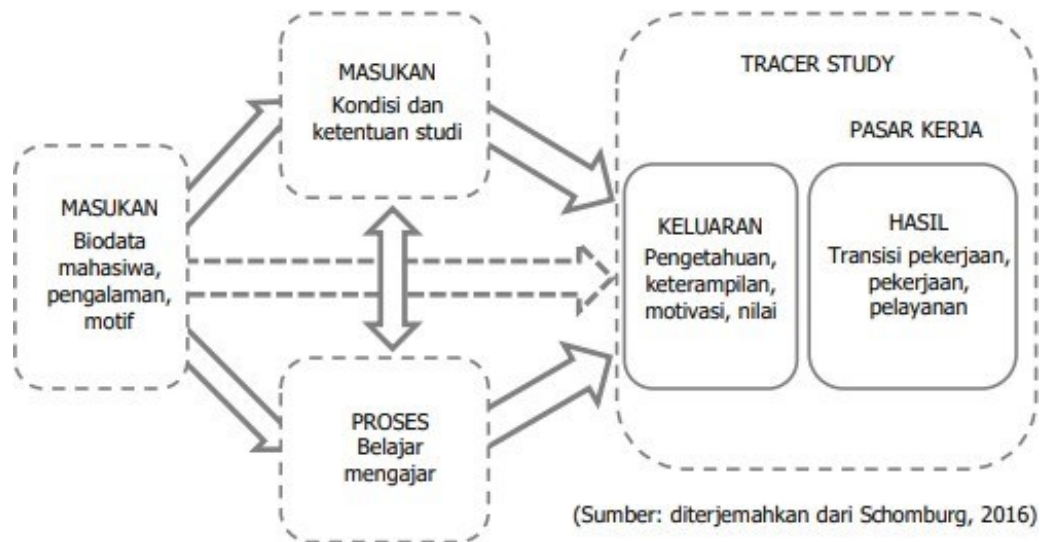 MASUKAN
Biodata
mahasiwa,
pengalaman,
motif
MASUKAN
Kondisi dan
ketentuan studi
PROSES
Belajar
mengajar
TRACER STUDY
PASAR KERJA
KELUARAN
Pengetahuan,
keterampilan,
motivasi, nilai
HASIL
Transisi pekerjaan,
pekerjaan,
pelayanan
(Sumber: diterjemahkan dari Schomburg, 2016)